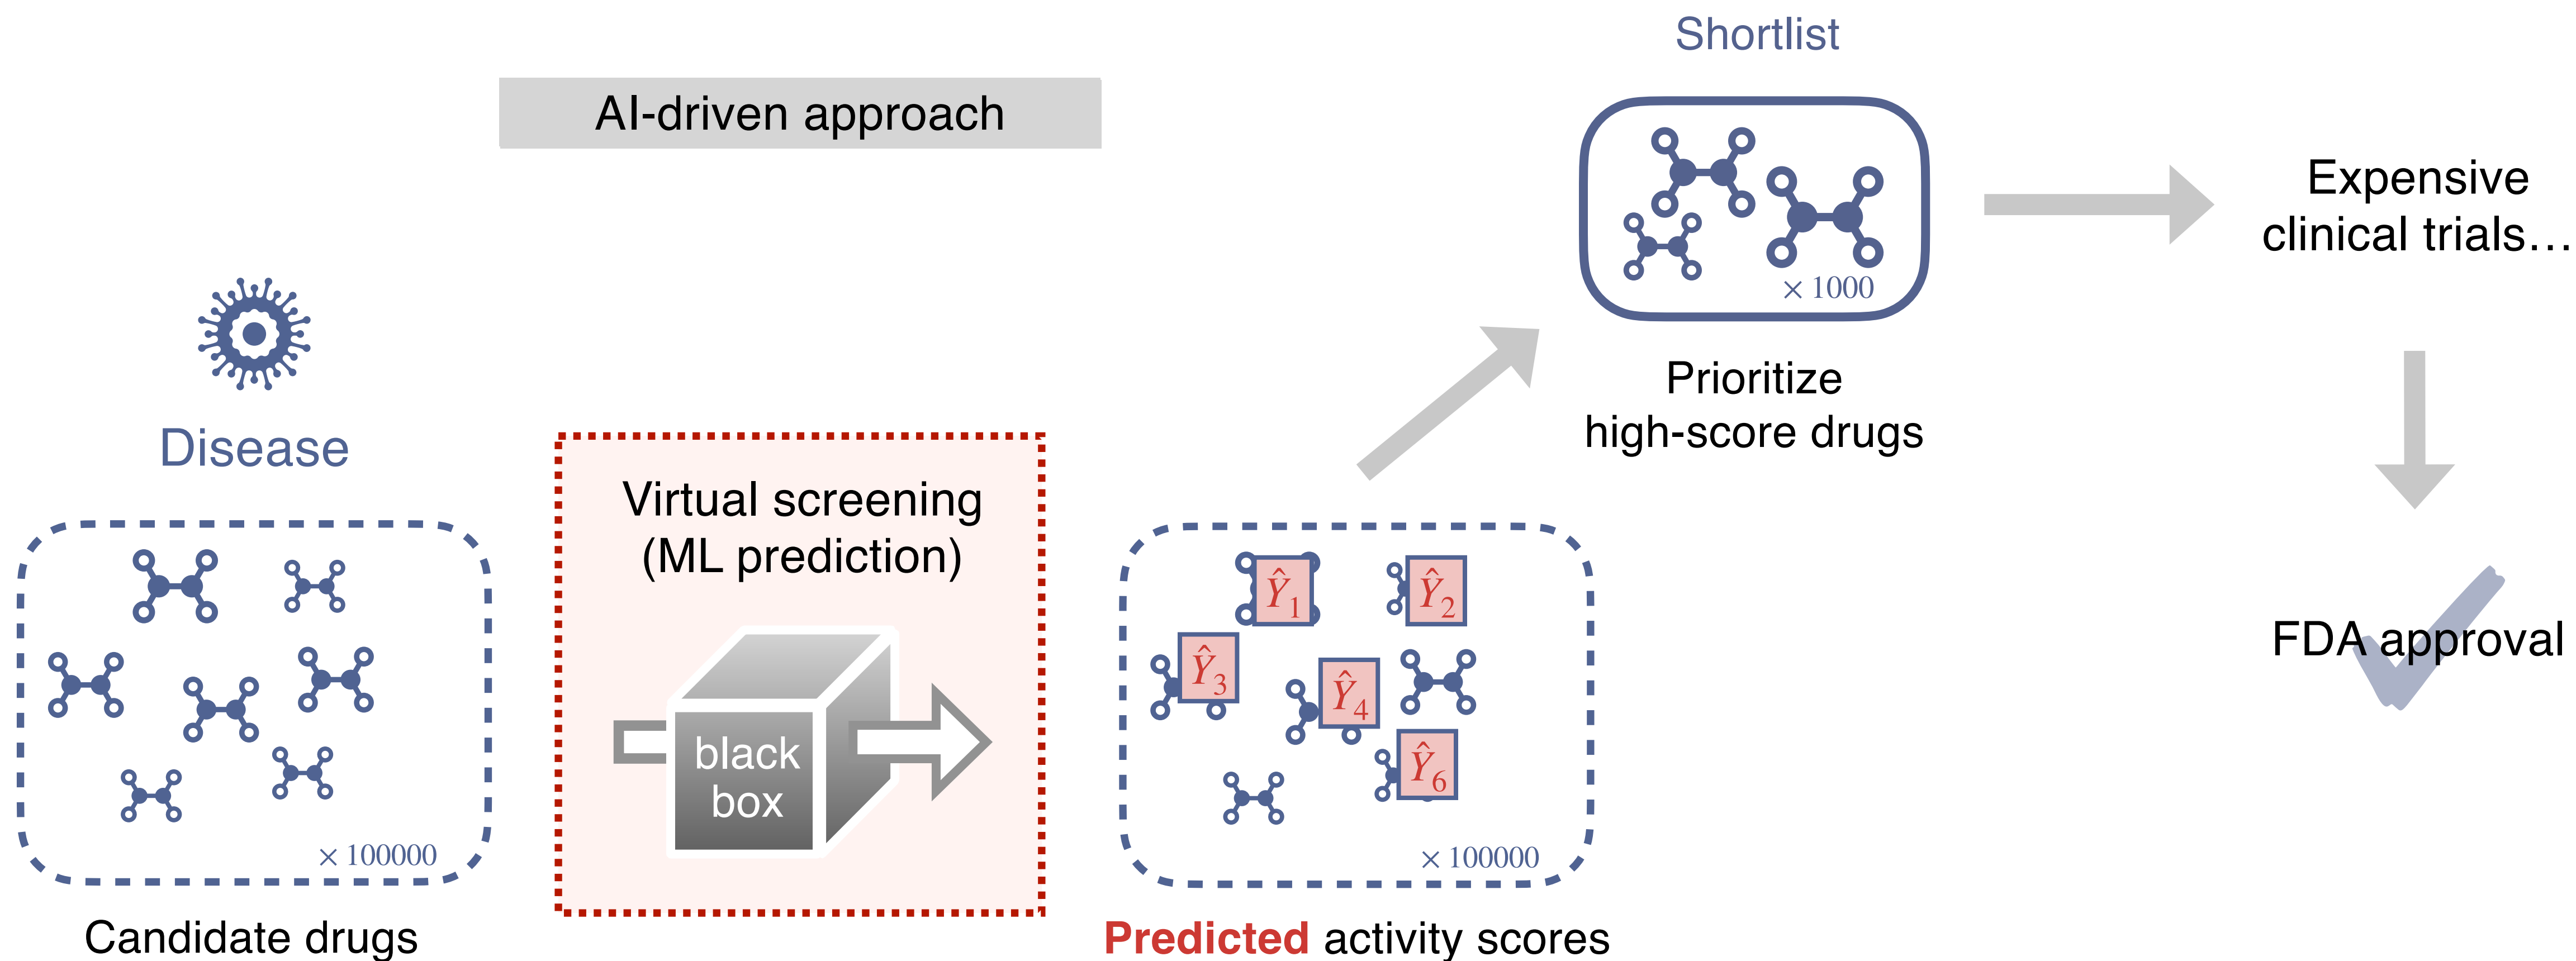 AI-driven approach
Disease
× 100000
Candidate drugs
Virtual screening
(ML prediction)
black
box
Ŷ1
Ŷ2
Ŷ3
Ŷ4
Ŷ6
× 100000
Predicted activity scores
Shortlist
× 1000
Prioritize
high-score drugs
Expensive
clinical trials…
FDA approval